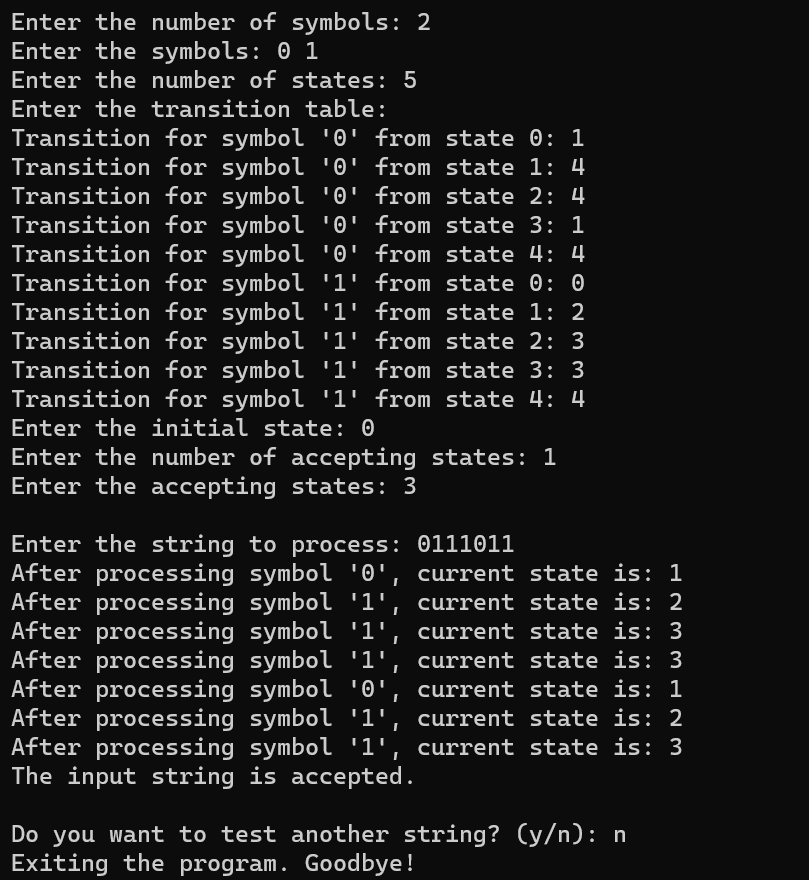 Enter the number of symbols: 2
Enter the symbols: 0 1
Enter the number of states: 5
Enter the transition table:
Transition for symbol '0' from state 0: 1
Transition for symbol '0' from state 1: 4
Transition for symbol '0' from state 2: 4
Transition for symbol '0' from state 3: 1
Transition for symbol '0' from state 4: 4
Transition for symbol '1' from state 0: 0
Transition for symbol '1' from state 1: 2
Transition for symbol '1' from state 2: 3
Transition for symbol '1' from state 3: 3
Transition for symbol '1' from state 4: 4
Enter the initial state: 0
Enter the number of accepting states: 1
Enter the accepting states: 3

Enter the string to process: 0111011
After processing symbol '0', current state is: 1
After processing symbol '1', current state is: 2
After processing symbol '1', current state is: 3
After processing symbol '1', current state is: 3
After processing symbol '0', current state is: 1
After processing symbol '1', current state is: 2
After processing symbol '1', current state is: 3
The input string is accepted.

Do you want to test another string? (y/n): n
Exiting the program. Goodbye!